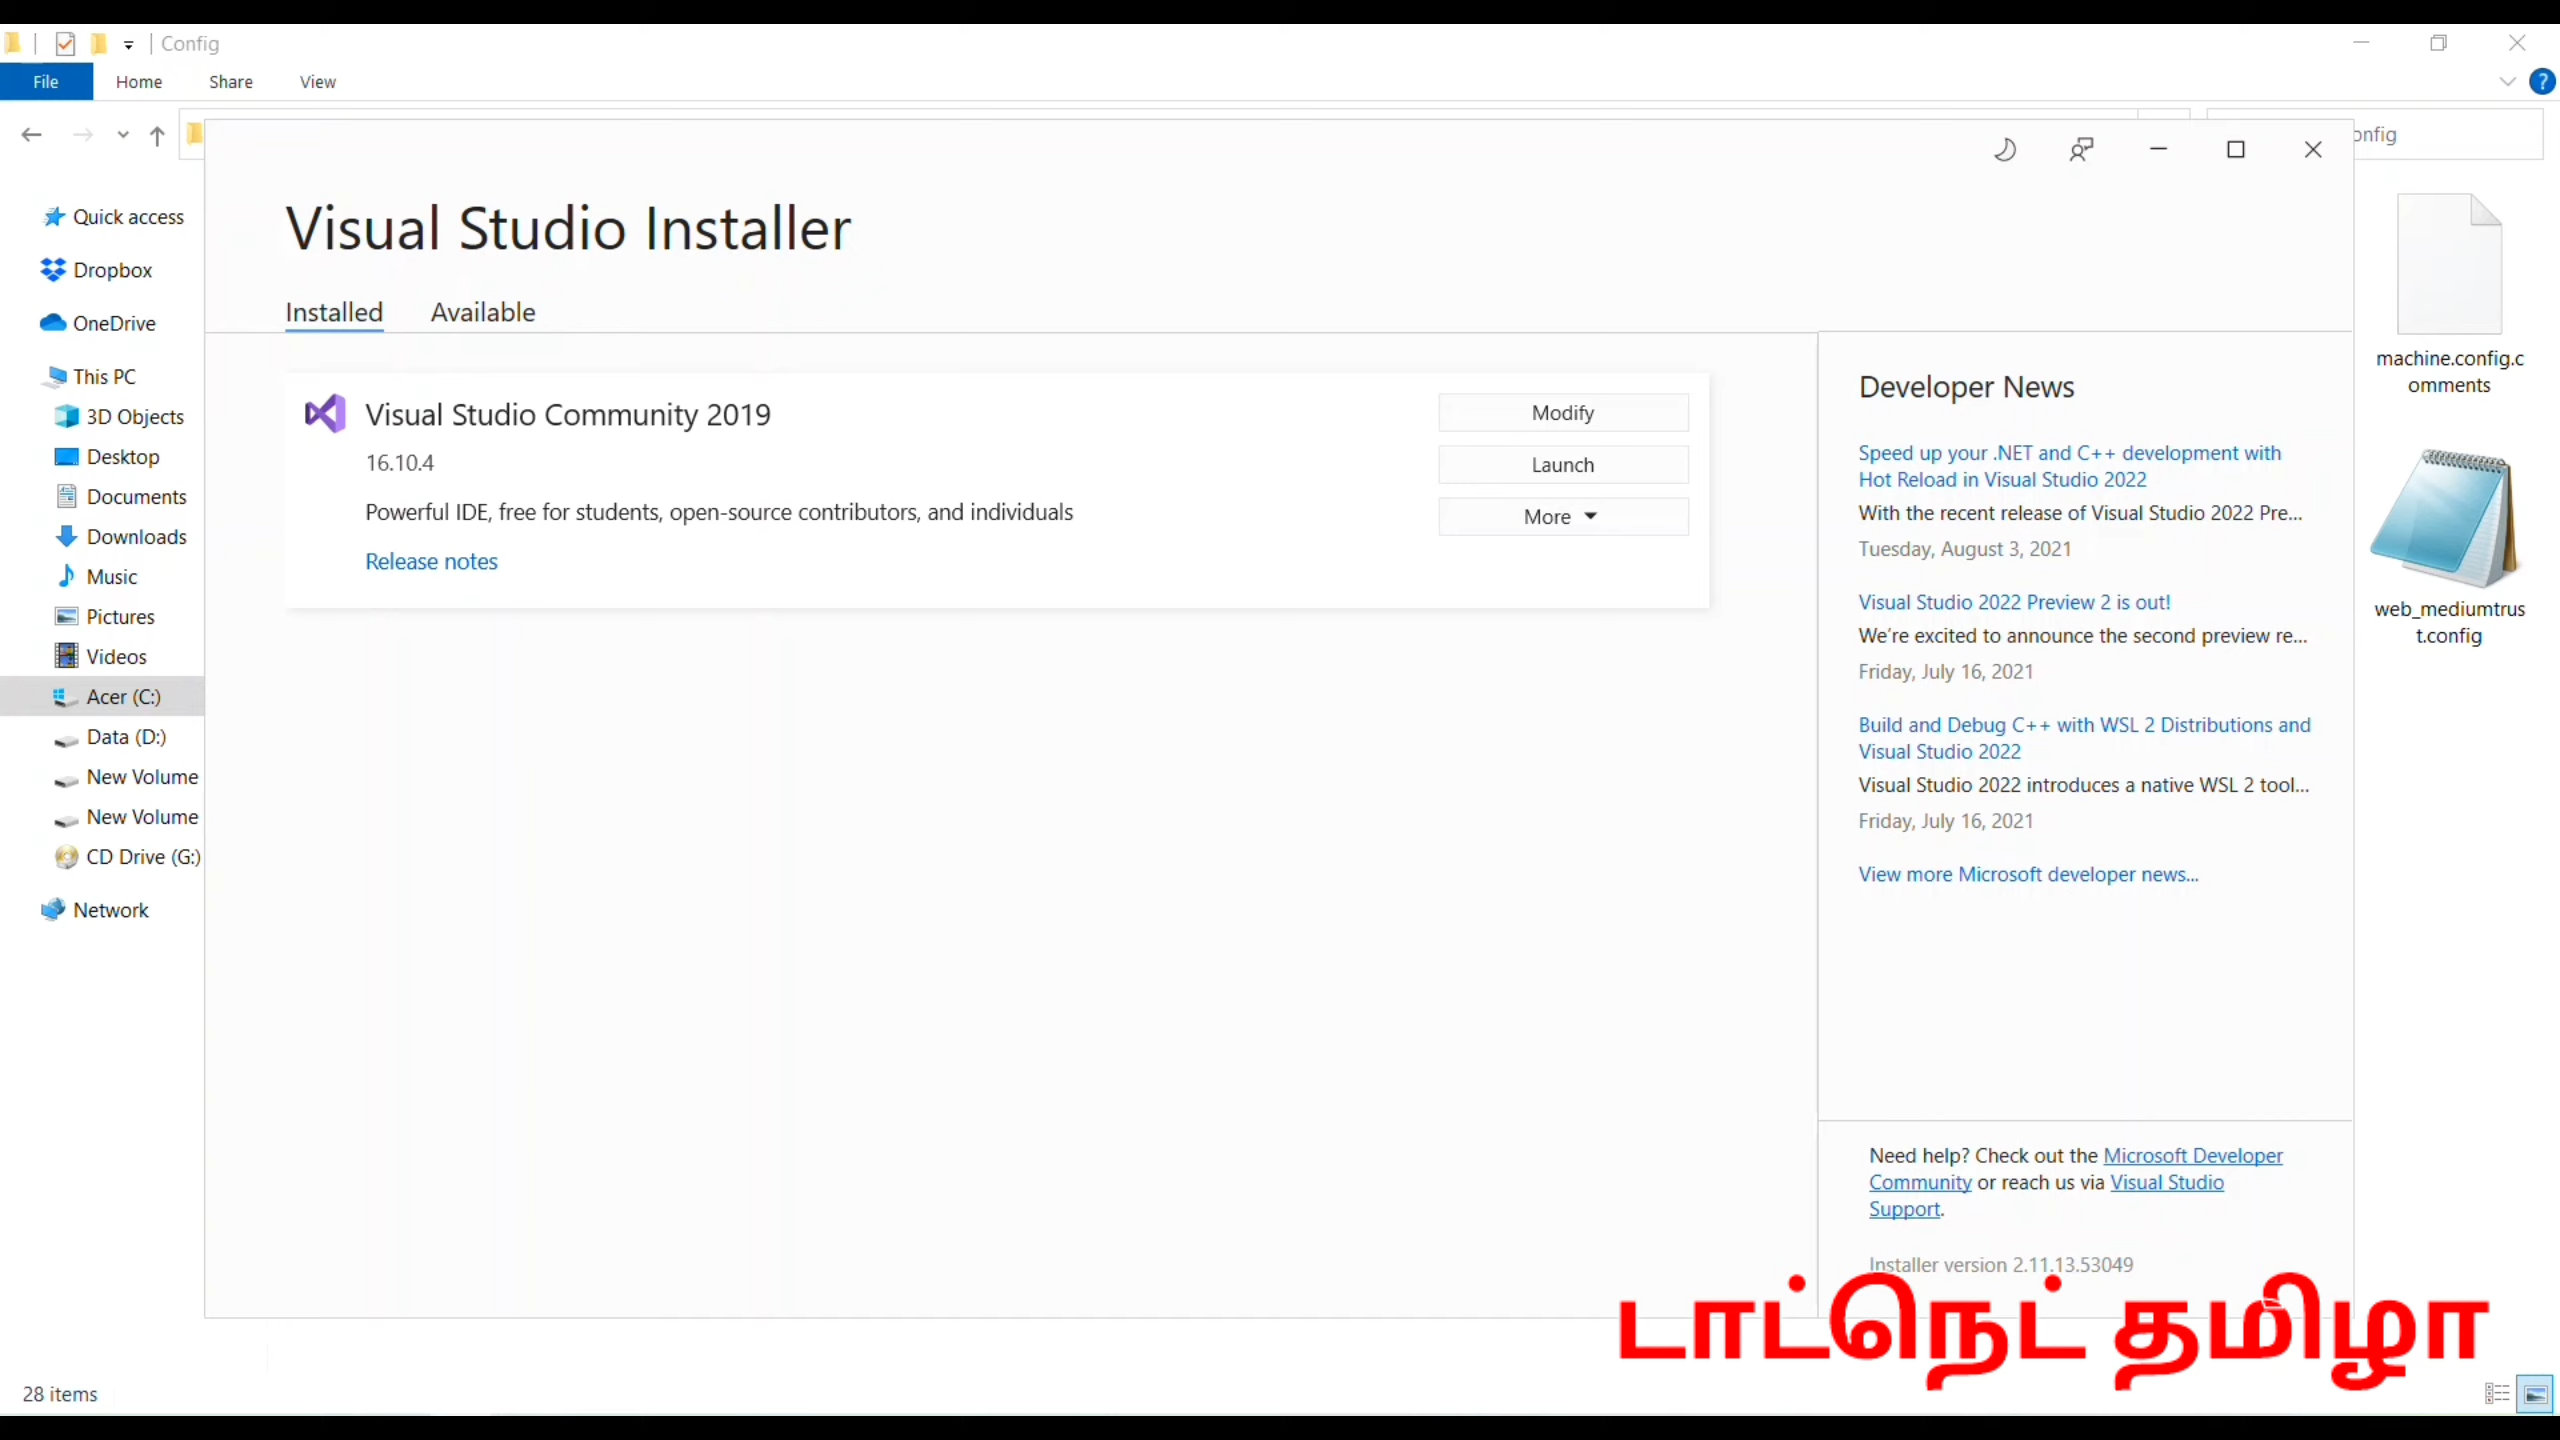 Config
File Home Share View
onfig
Quick access
Dropbox
OneDrive
This PC
3D Objects
Desktop
Documents
Downloads
Music
Pictures
Videos
Acer (C:)
Data (D:)
New Volume
New Volume
CD Drive (G:)
Network
28 items
Visual Studio Installer
Installed Available
Visual Studio Community 2019
16.10.4
Powerful IDE, free for students, open-source contributors, and individuals
Release notes
Modify
Launch
More
Developer News
Speed up your .NET and C++ development with
Hot Reload in Visual Studio 2022
With the recent release of Visual Studio 2022 Pre...
Tuesday, August 3, 2021
Visual Studio 2022 Preview 2 is out!
We're excited to announce the second preview re...
Friday, July 16, 2021
Build and Debug C++ with WSL 2 Distributions and
Visual Studio 2022
Visual Studio 2022 introduces a native WSL 2 tool...
Friday, July 16, 2021
View more Microsoft developer news...
Need help? Check out the Microsoft Developer
Community or reach us via Visual Studio
Support.
Installer version 2.11.13.53049
machine.config.c
omments
web_mediumtrus
t.config
டாட்நெட் தமிழா